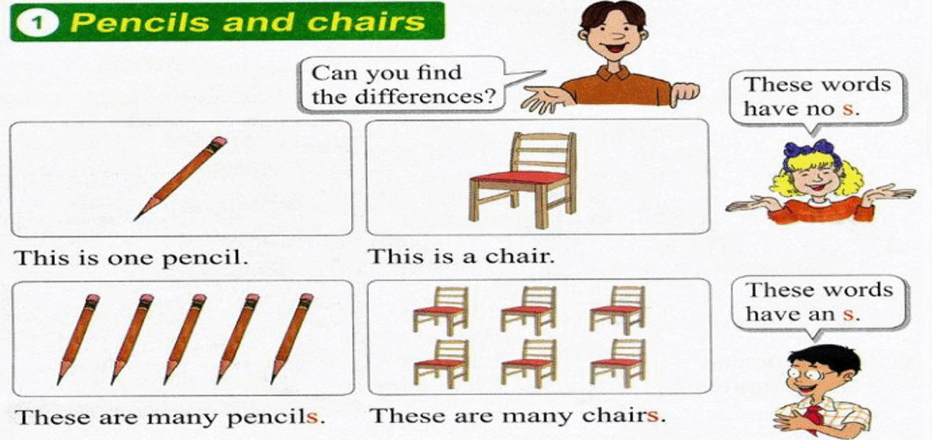 1 Pencils and chairs
Can you find
the differences?
These words
have no s.
This is one pencil.
This is a chair.
These words
have an s.
These are many pencils.
These are many chairs.